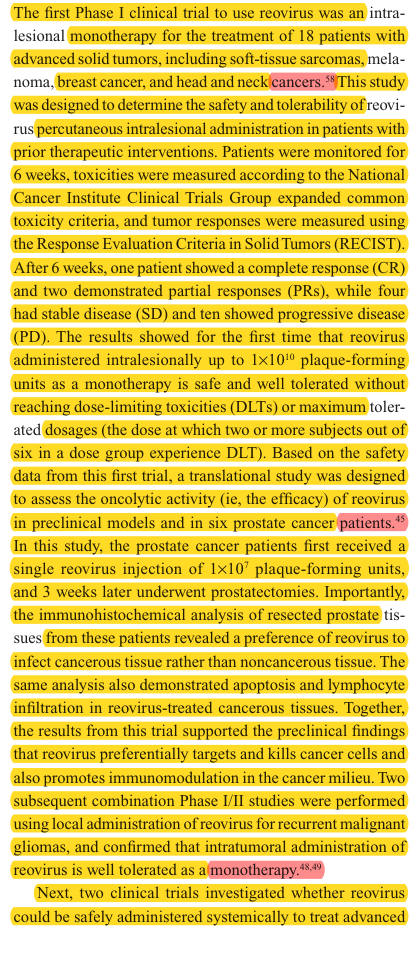 The first Phase I clinical trial to use reovirus was an intra-
lesional monotherapy for the treatment of 18 patients with
advanced solid tumors, including soft-tissue sarcomas, mela-
noma, breast cancer, and head and neck cancers.⁵⁸ This study
was designed to determine the safety and tolerability of reovi-
rus percutaneous intralesional administration in patients with
prior therapeutic interventions. Patients were monitored for
6 weeks, toxicities were measured according to the National
Cancer Institute Clinical Trials Group expanded common
toxicity criteria, and tumor responses were measured using
the Response Evaluation Criteria in Solid Tumors (RECIST).
After 6 weeks, one patient showed a complete response (CR)
and two demonstrated partial responses (PRs), while four
had stable disease (SD) and ten showed progressive disease
(PD). The results showed for the first time that reovirus
administered intralesionally up to 1×10¹⁰ plaque-forming
units as a monotherapy is safe and well tolerated without
reaching dose-limiting toxicities (DLTs) or maximum toler-
ated dosages (the dose at which two or more subjects out of
six in a dose group experience DLT). Based on the safety
data from this first trial, a translational study was designed
to assess the oncolytic activity (ie, the efficacy) of reovirus
in preclinical models and in six prostate cancer patients.⁴⁵
In this study, the prostate cancer patients first received a
single reovirus injection of 1×10⁷ plaque-forming units,
and 3 weeks later underwent prostatectomies. Importantly,
the immunohistochemical analysis of resected prostate tis-
sues from these patients revealed a preference of reovirus to
infect cancerous tissue rather than noncancerous tissue. The
same analysis also demonstrated apoptosis and lymphocyte
infiltration in reovirus-treated cancerous tissues. Together,
the results from this trial supported the preclinical findings
that reovirus preferentially targets and kills cancer cells and
also promotes immunomodulation in the cancer milieu. Two
subsequent combination Phase I/II studies were performed
using local administration of reovirus for recurrent malignant
gliomas, and confirmed that intratumoral administration of
reovirus is well tolerated as a monotherapy.⁴⁸,⁴⁹
Next, two clinical trials investigated whether reovirus
could be safely administered systemically to treat advanced